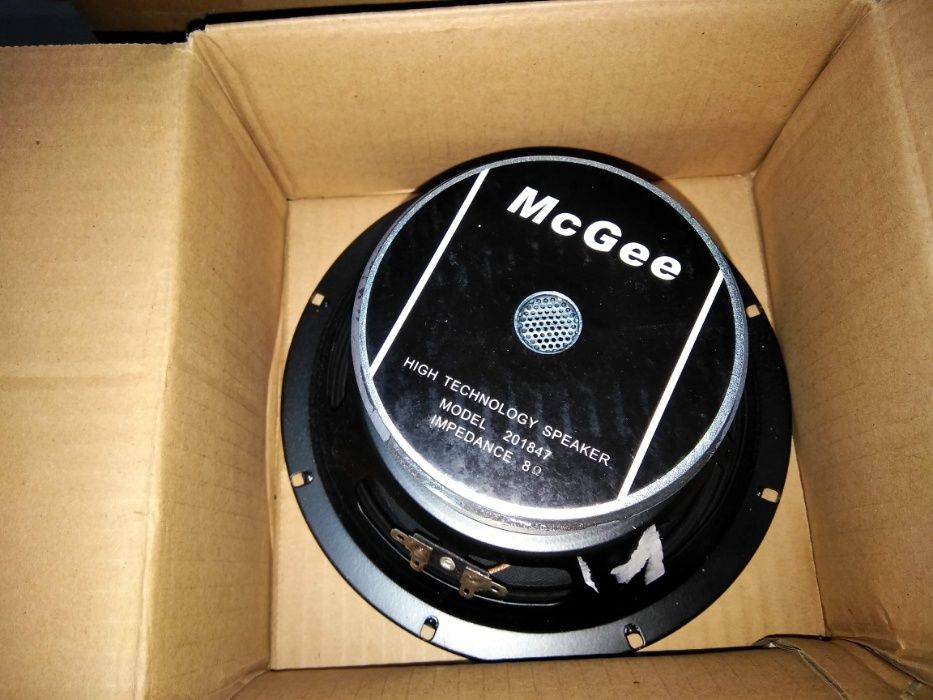 McGee
HIGH TECHNOLOGY SPEAKER
MODEL 201847
IMPEDANCE 8Ω